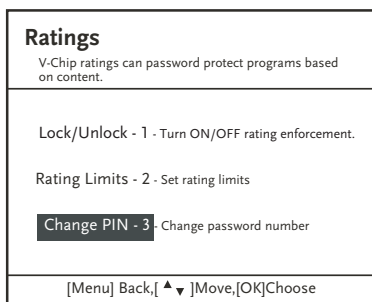 Ratings
V-Chip ratings can password protect programs based
on content.
Lock/Unlock - 1 - Turn ON/OFF rating enforcement.
Rating Limits - 2 - Set rating limits
Change PIN - 3 - Change password number
[Menu] Back,[ ▲▼ ]Move,[OK]Choose